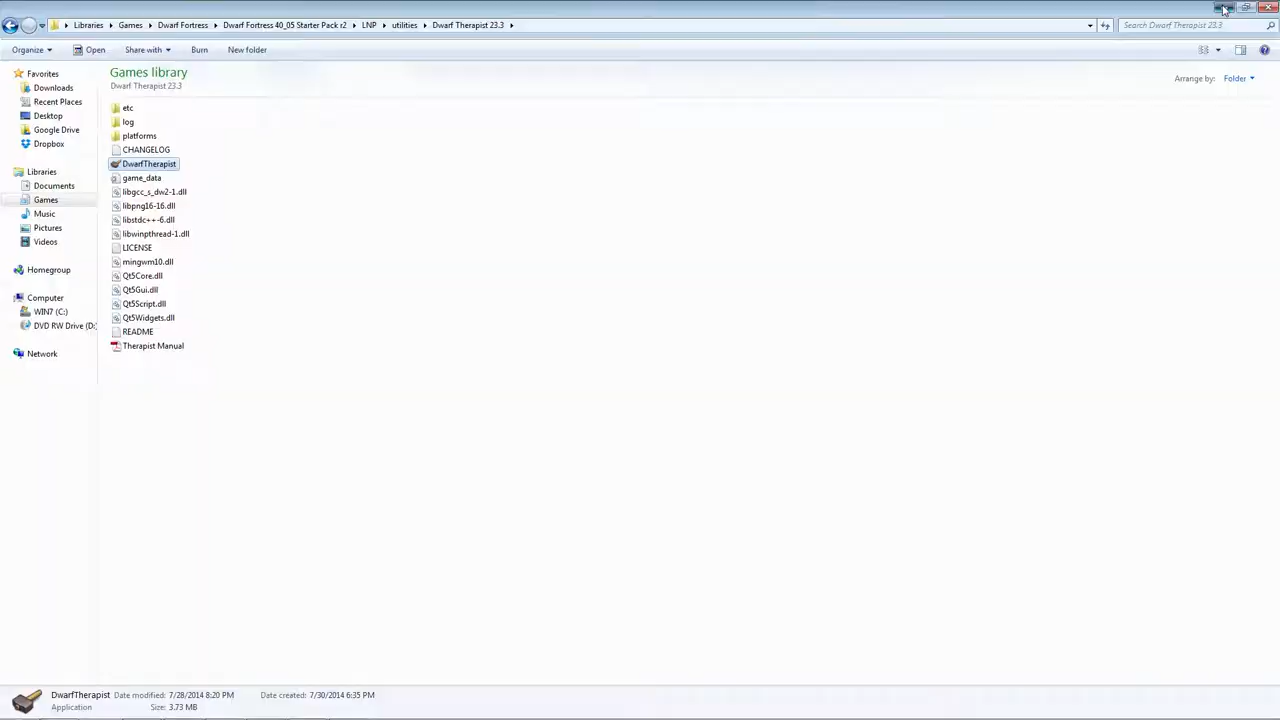 Libraries ▸ Games ▸ Dwarf Fortress ▸ Dwarf Fortress 40_05 Starter Pack r2 ▸ LNP ▸ utilities ▸ Dwarf Therapist 23.3 ▸ Search Dwarf Therapist 23.3
Organize Open Share with Burn New folder
Favorites
Downloads
Recent Places
Desktop
Google Drive
Dropbox
Libraries
Documents
Games
Music
Pictures
Videos
Homegroup
Computer
WIN7 (C:)
DVD RW Drive (D:)
Network
Games library
Dwarf Therapist 23.3
Arrange by: Folder
etc
log
platforms
CHANGELOG
DwarfTherapist
game_data
libgcc_s_dw2-1.dll
libpng16-16.dll
libstdc++-6.dll
libwinpthread-1.dll
LICENSE
mingwm10.dll
Qt5Core.dll
Qt5Gui.dll
Qt5Script.dll
Qt5Widgets.dll
README
Therapist Manual
DwarfTherapist Date modified: 7/28/2014 8:20 PM Date created: 7/30/2014 6:35 PM
Application Size: 3.73 MB